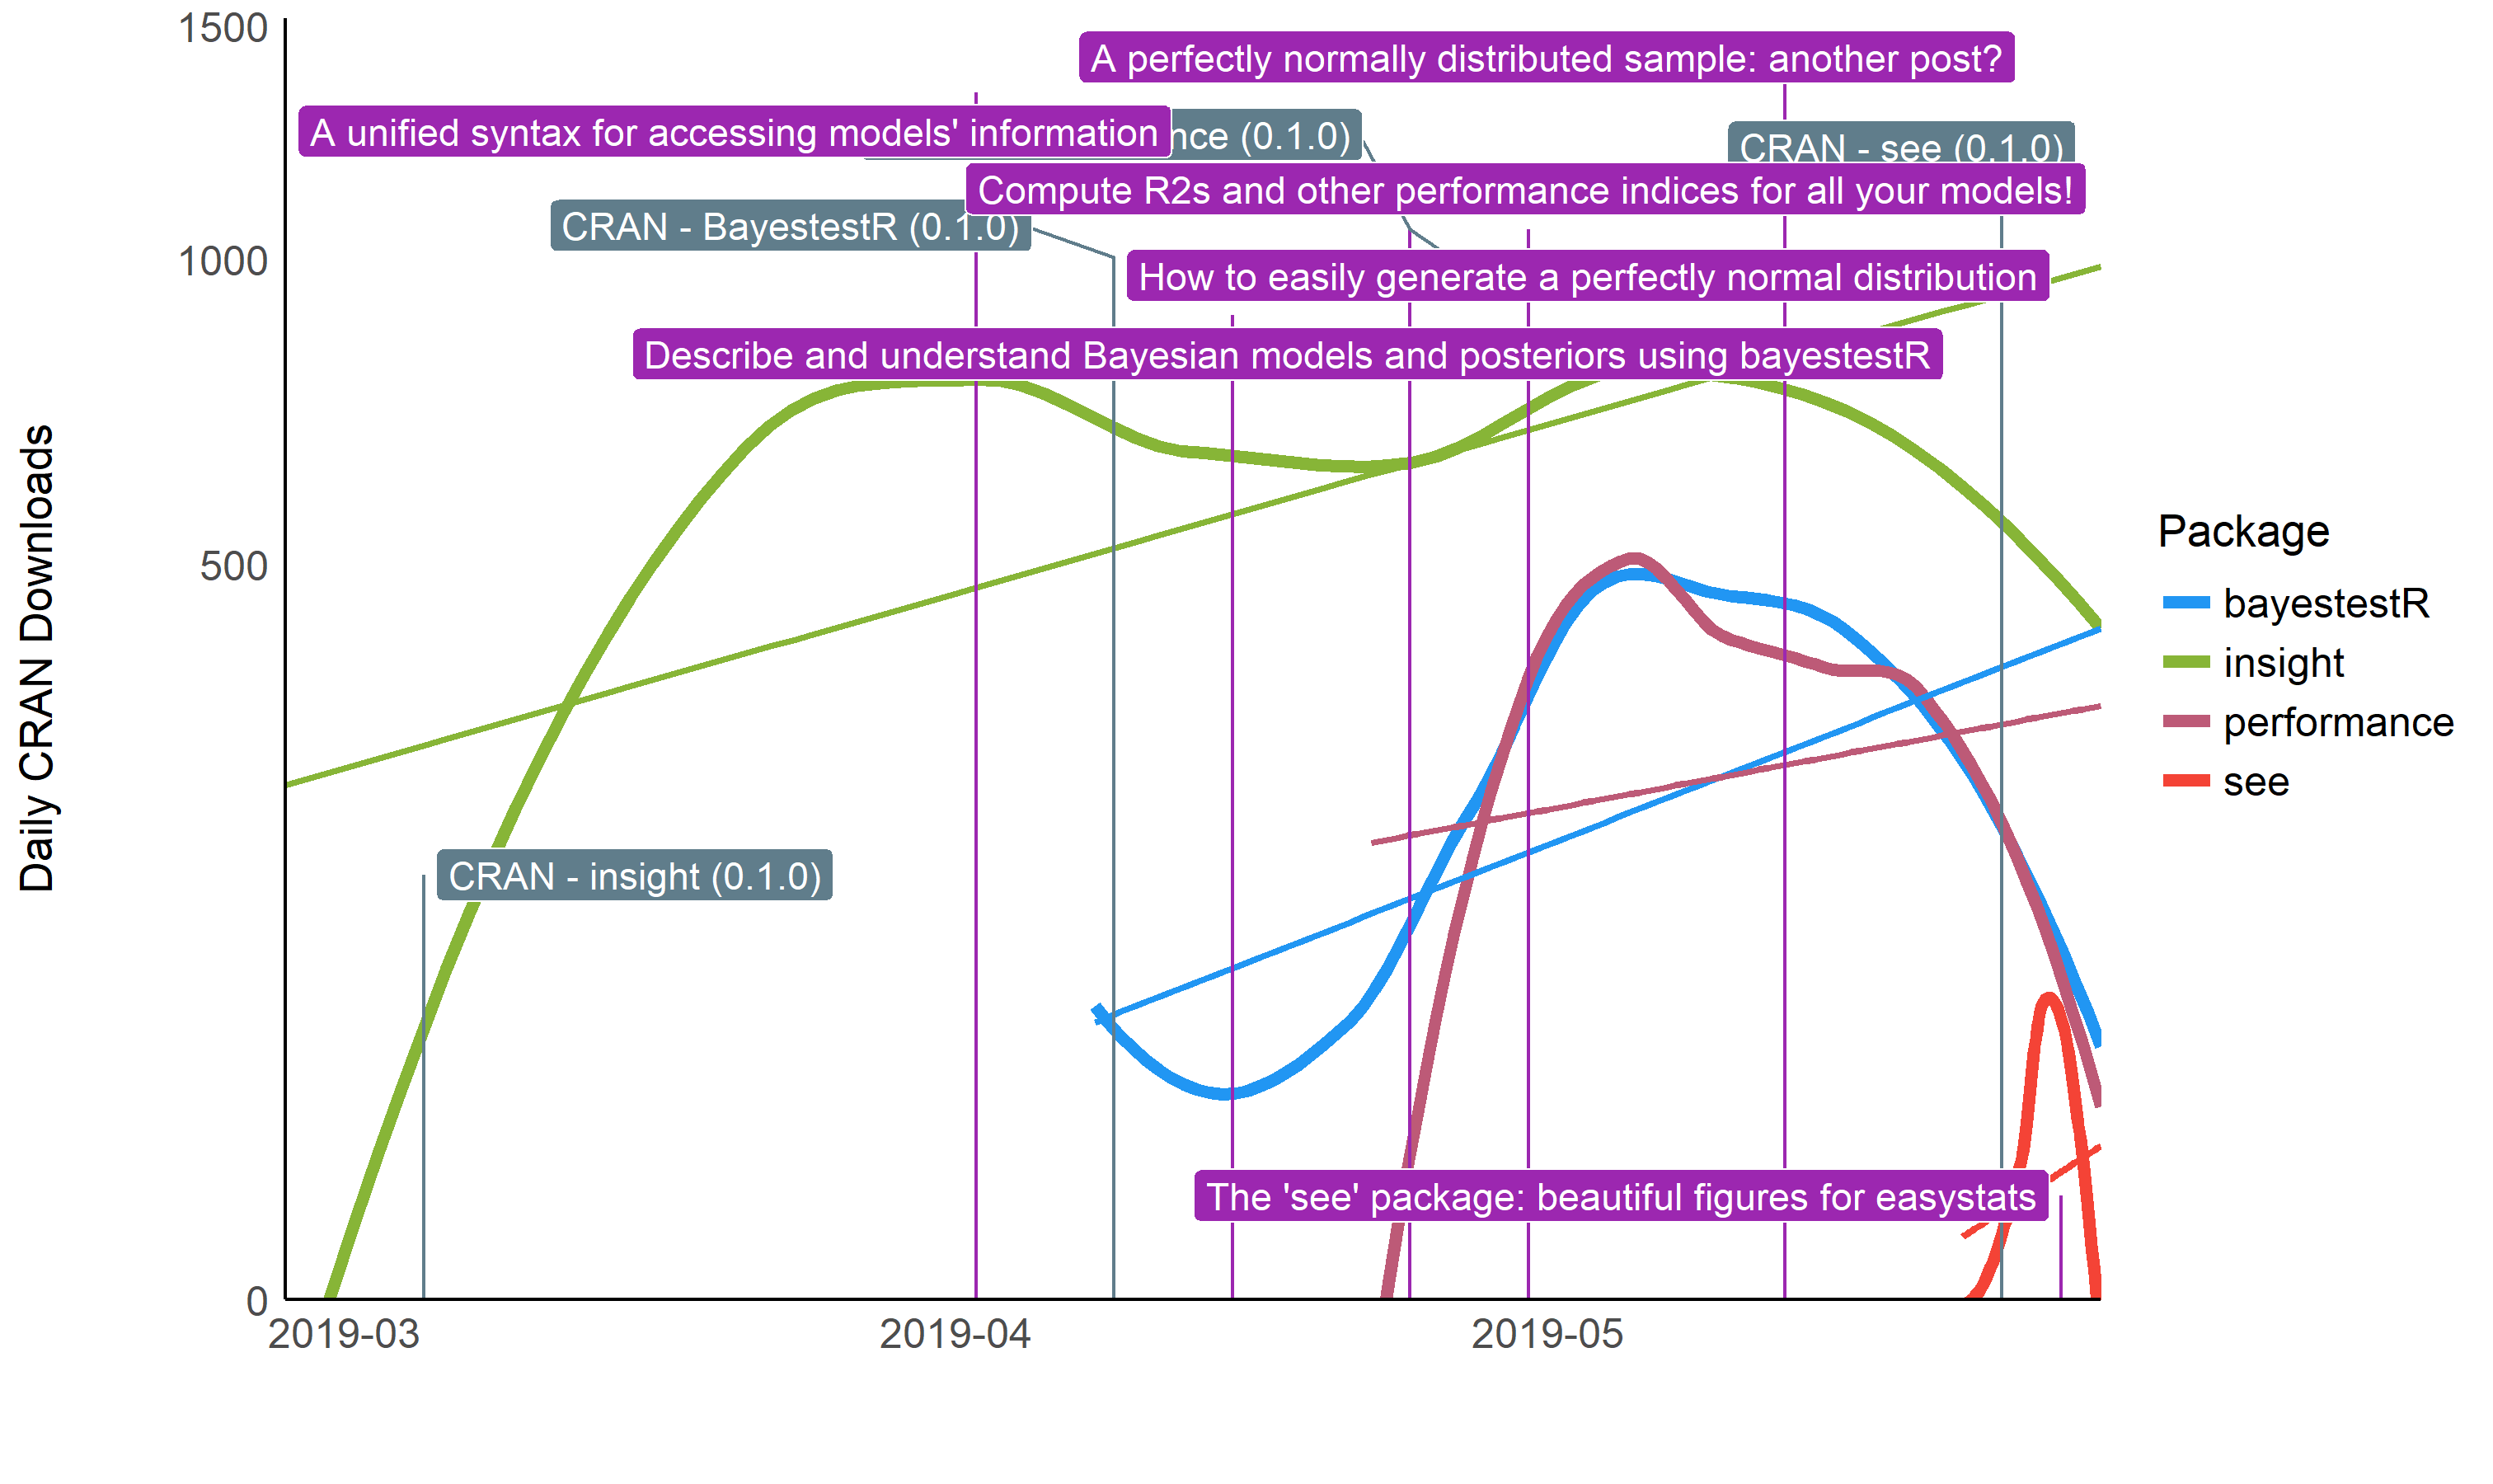 1500
1000
500
0
Daily CRAN Downloads
A perfectly normally distributed sample: another post?
A unified syntax for accessing models' information
nce (0.1.0)
CRAN - see (0.1.0)
Compute R2s and other performance indices for all your models!
CRAN - BayestestR (0.1.0)
How to easily generate a perfectly normal distribution
Describe and understand Bayesian models and posteriors using bayestestR
CRAN - insight (0.1.0)
The 'see' package: beautiful figures for easystats
2019-03
2019-04
2019-05
Package
bayestestR
insight
performance
see